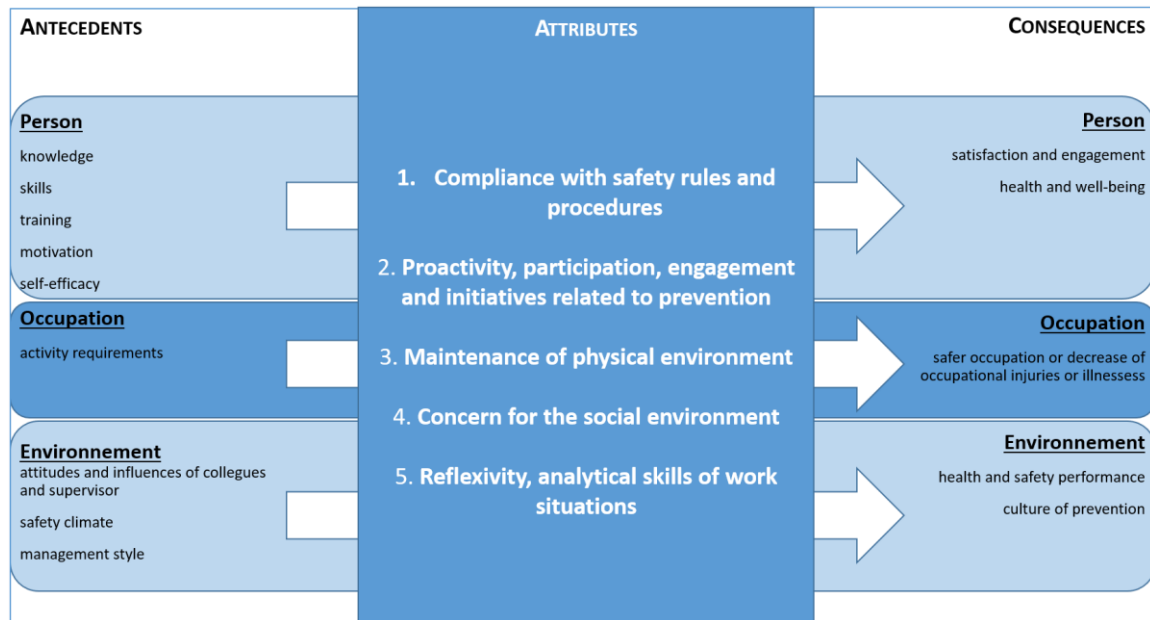 ANTECEDENTS
Person
knowledge
skills
training
motivation
self-efficacy
Occupation
activity requirements
Environnement
attitudes and influences of collegues
and supervisor
safety climate
management style
ATTRIBUTES
1. Compliance with safety rules and
procedures
2. Proactivity, participation, engagement
and initiatives related to prevention
3. Maintenance of physical environment
4. Concern for the social environment
5. Reflexivity, analytical skills of work
situations
CONSEQUENCES
Person
satisfaction and engagement
health and well-being
Occupation
safer occupation or decrease of
occupational injuries or illnessess
Environnement
health and safety performance
culture of prevention